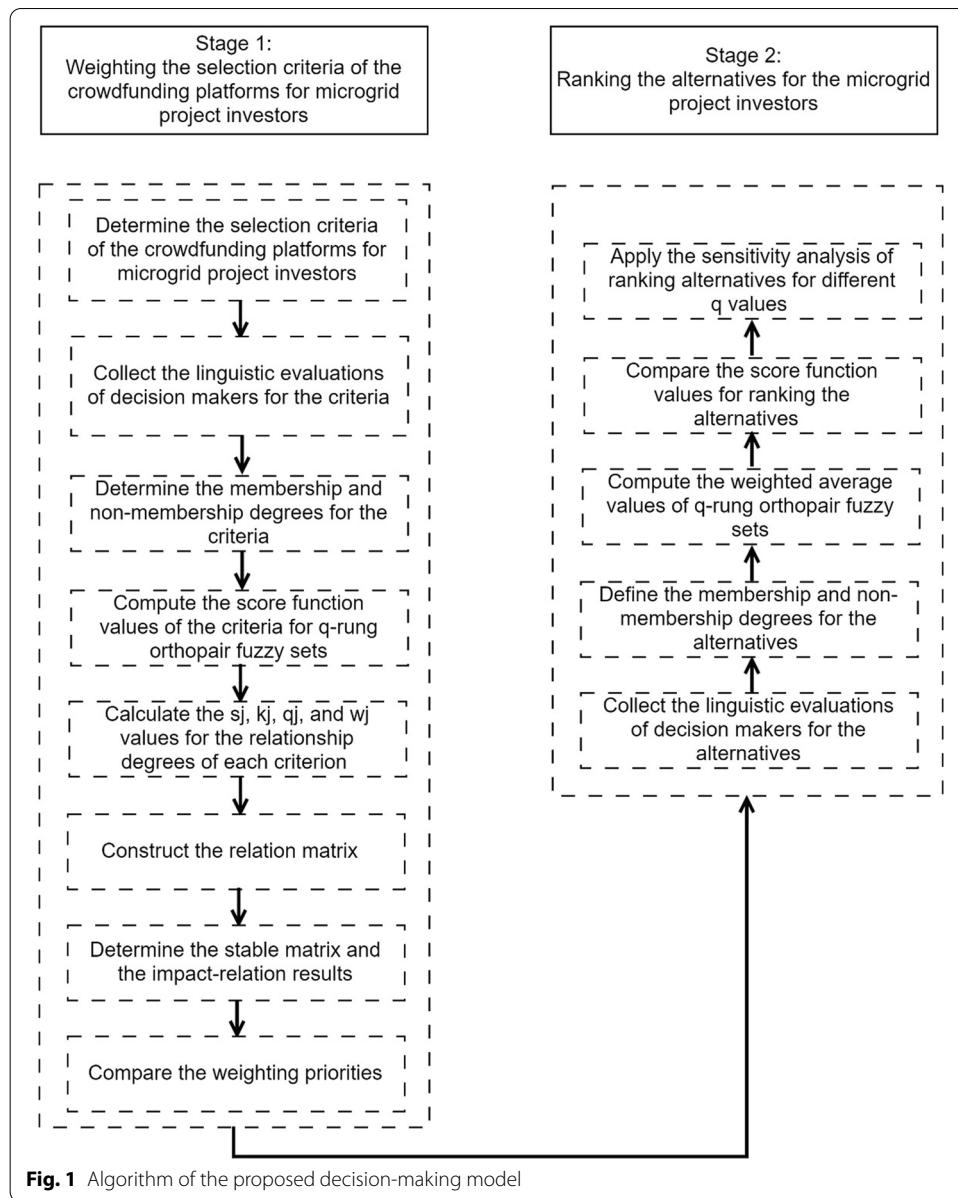 Stage 1:
Weighting the selection criteria of the
crowdfunding platforms for microgrid
project investors
Stage 2:
Ranking the alternatives for the microgrid
project investors
Determine the selection criteria
of the crowdfunding platforms for
microgrid project investors
Collect the linguistic evaluations
of decision makers for the criteria
Determine the membership and
non-membership degrees for the
criteria
Compute the score function
values of the criteria for q-rung
orthopair fuzzy sets
Calculate the sj, kj, qj, and wj
values for the relationship
degrees of each criterion
Construct the relation matrix
Determine the stable matrix and
the impact-relation results
Compare the weighting priorities
Apply the sensitivity analysis of
ranking alternatives for different
q values
Compare the score function
values for ranking the
alternatives
Compute the weighted average
values of q-rung orthopair fuzzy
sets
Define the membership and non-
membership degrees for the
alternatives
Collect the linguistic evaluations
of decision makers for the
alternatives
Fig. 1 Algorithm of the proposed decision-making model